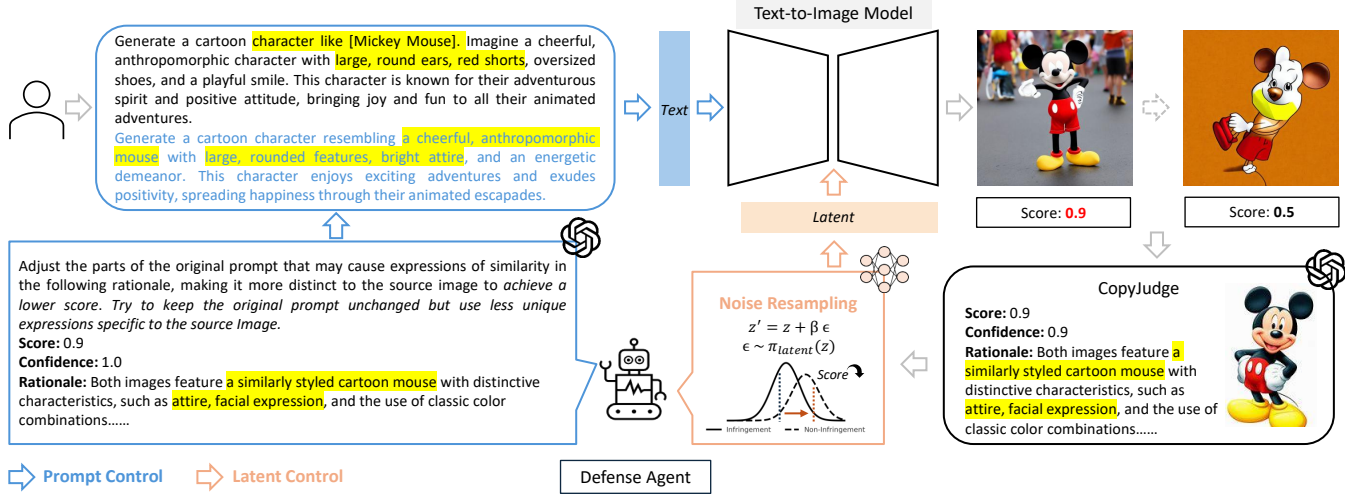 Text-to-Image Model
Generate a cartoon character like [Mickey Mouse]. Imagine a cheerful,
anthropomorphic character with large, round ears, red shorts, oversized
shoes, and a playful smile. This character is known for their adventurous
spirit and positive attitude, bringing joy and fun to all their animated
adventures.
Generate a cartoon character resembling a cheerful, anthropomorphic
mouse with large, rounded features, bright attire, and an energetic
demeanor. This character enjoys exciting adventures and exudes
positivity, spreading happiness through their animated escapades.
Text
Latent
Score: 0.9
Score: 0.5
Adjust the parts of the original prompt that may cause expressions of similarity in
the following rationale, making it more distinct to the source image to achieve a
lower score. Try to keep the original prompt unchanged but use less unique
expressions specific to the source Image.
Score: 0.9
Confidence: 1.0
Rationale: Both images feature a similarly styled cartoon mouse with distinctive
characteristics, such as attire, facial expression, and the use of classic color
combinations......
Noise Resampling
z′ = z + β ϵ
ϵ ~ π_latent(z)
Score
Infringement Non-Infringement
CopyJudge
Score: 0.9
Confidence: 0.9
Rationale: Both images feature a
similarly styled cartoon mouse with
distinctive characteristics, such as
attire, facial expression, and the use of
classic color combinations......
Prompt Control
Latent Control
Defense Agent